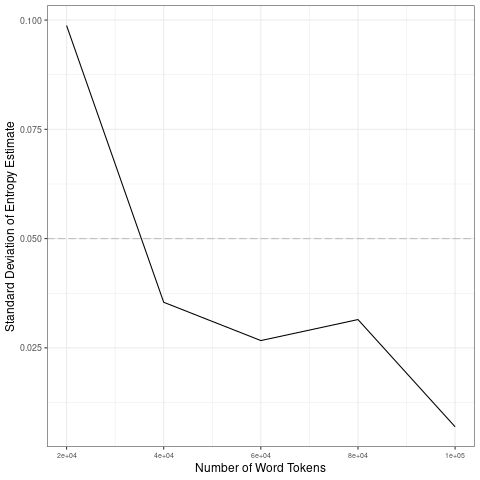 0.100
0.075
0.050
0.025
Standard Deviation of Entropy Estimate
2e+04 4e+04 6e+04 8e+04 1e+05
Number of Word Tokens